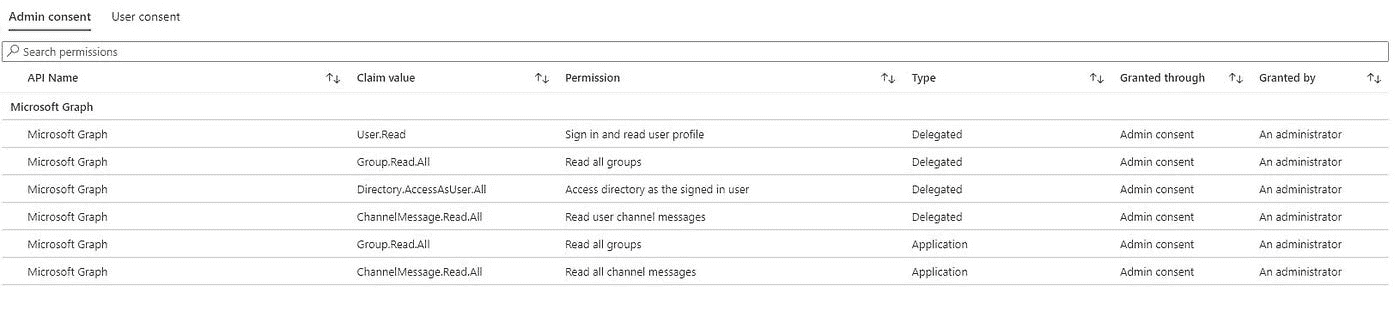 Admin consent User consent
Search permissions
API Name Claim value Permission Type Granted through Granted by
Microsoft Graph
Microsoft Graph User.Read Sign in and read user profile Delegated Admin consent An administrator
Microsoft Graph Group.Read.All Read all groups Delegated Admin consent An administrator
Microsoft Graph Directory.AccessAsUser.All Access directory as the signed in user Delegated Admin consent An administrator
Microsoft Graph ChannelMessage.Read.All Read user channel messages Delegated Admin consent An administrator
Microsoft Graph Group.Read.All Read all groups Application Admin consent An administrator
Microsoft Graph ChannelMessage.Read.All Read all channel messages Application Admin consent An administrator